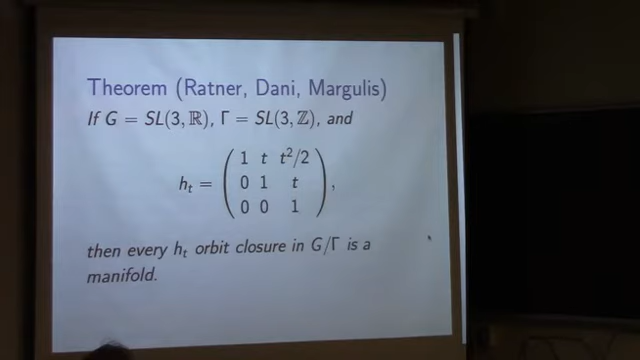 Theorem (Ratner, Dani, Margulis)
If G = SL(3, ℝ), Γ = SL(3, ℤ), and
1 t t²/2
h_t = ( 0 1 t ),
0 0 1
then every h_t orbit closure in G/Γ is a
manifold.